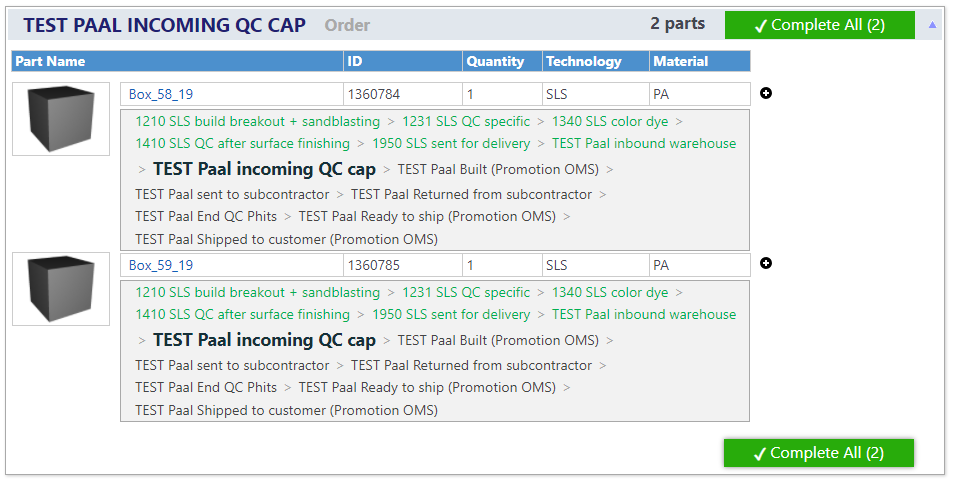 TEST PAAL INCOMING QC CAP Order 2 parts ✓ Complete All (2)
Part Name ID Quantity Technology Material
Box_58_19 1360784 1 SLS PA
1210 SLS build breakout + sandblasting > 1231 SLS QC specific > 1340 SLS color dye >
1410 SLS QC after surface finishing > 1950 SLS sent for delivery > TEST Paal inbound warehouse
> TEST Paal incoming QC cap > TEST Paal Built (Promotion OMS) >
TEST Paal sent to subcontractor > TEST Paal Returned from subcontractor >
TEST Paal End QC Phits > TEST Paal Ready to ship (Promotion OMS) >
TEST Paal Shipped to customer (Promotion OMS)
Box_59_19 1360785 1 SLS PA
1210 SLS build breakout + sandblasting > 1231 SLS QC specific > 1340 SLS color dye >
1410 SLS QC after surface finishing > 1950 SLS sent for delivery > TEST Paal inbound warehouse
> TEST Paal incoming QC cap > TEST Paal Built (Promotion OMS) >
TEST Paal sent to subcontractor > TEST Paal Returned from subcontractor >
TEST Paal End QC Phits > TEST Paal Ready to ship (Promotion OMS) >
TEST Paal Shipped to customer (Promotion OMS)
✓ Complete All (2)